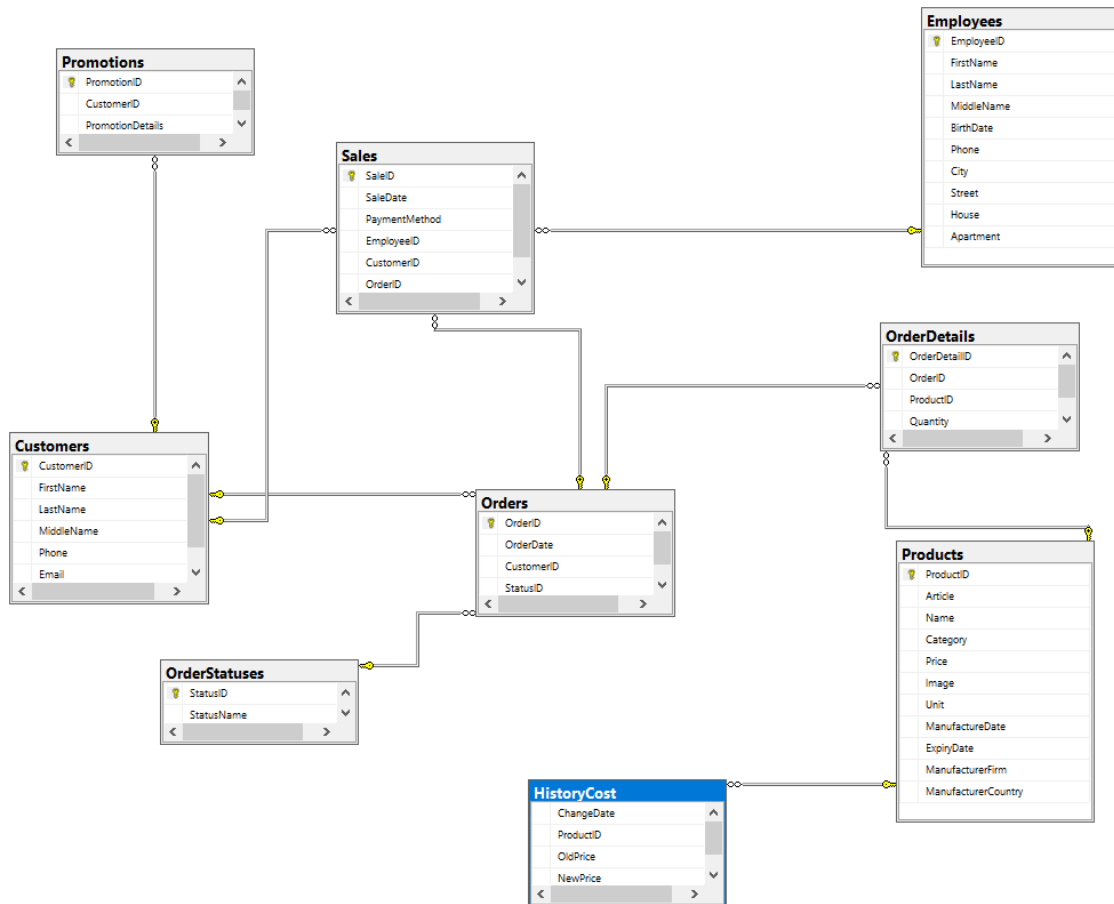 Employees
EmployeeID
FirstName
LastName
MiddleName
BirthDate
Phone
City
Street
House
Apartment
Promotions
PromotionID
CustomerID
PromotionDetails
Sales
SaleID
SaleDate
PaymentMethod
EmployeeID
CustomerID
OrderID
OrderDetails
OrderDetailID
OrderID
ProductID
Quantity
Customers
CustomerID
FirstName
LastName
MiddleName
Phone
Email
Orders
OrderID
OrderDate
CustomerID
StatusID
Products
ProductID
Article
Name
Category
Price
Image
Unit
ManufactureDate
ExpiryDate
ManufacturerFirm
ManufacturerCountry
OrderStatuses
StatusID
StatusName
HistoryCost
ChangeDate
ProductID
OldPrice
NewPrice